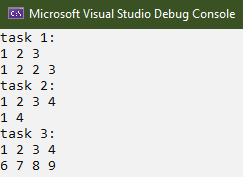 Microsoft Visual Studio Debug Console
task 1:
1 2 3
1 2 2 3
task 2:
1 2 3 4
1 4
task 3:
1 2 3 4
6 7 8 9